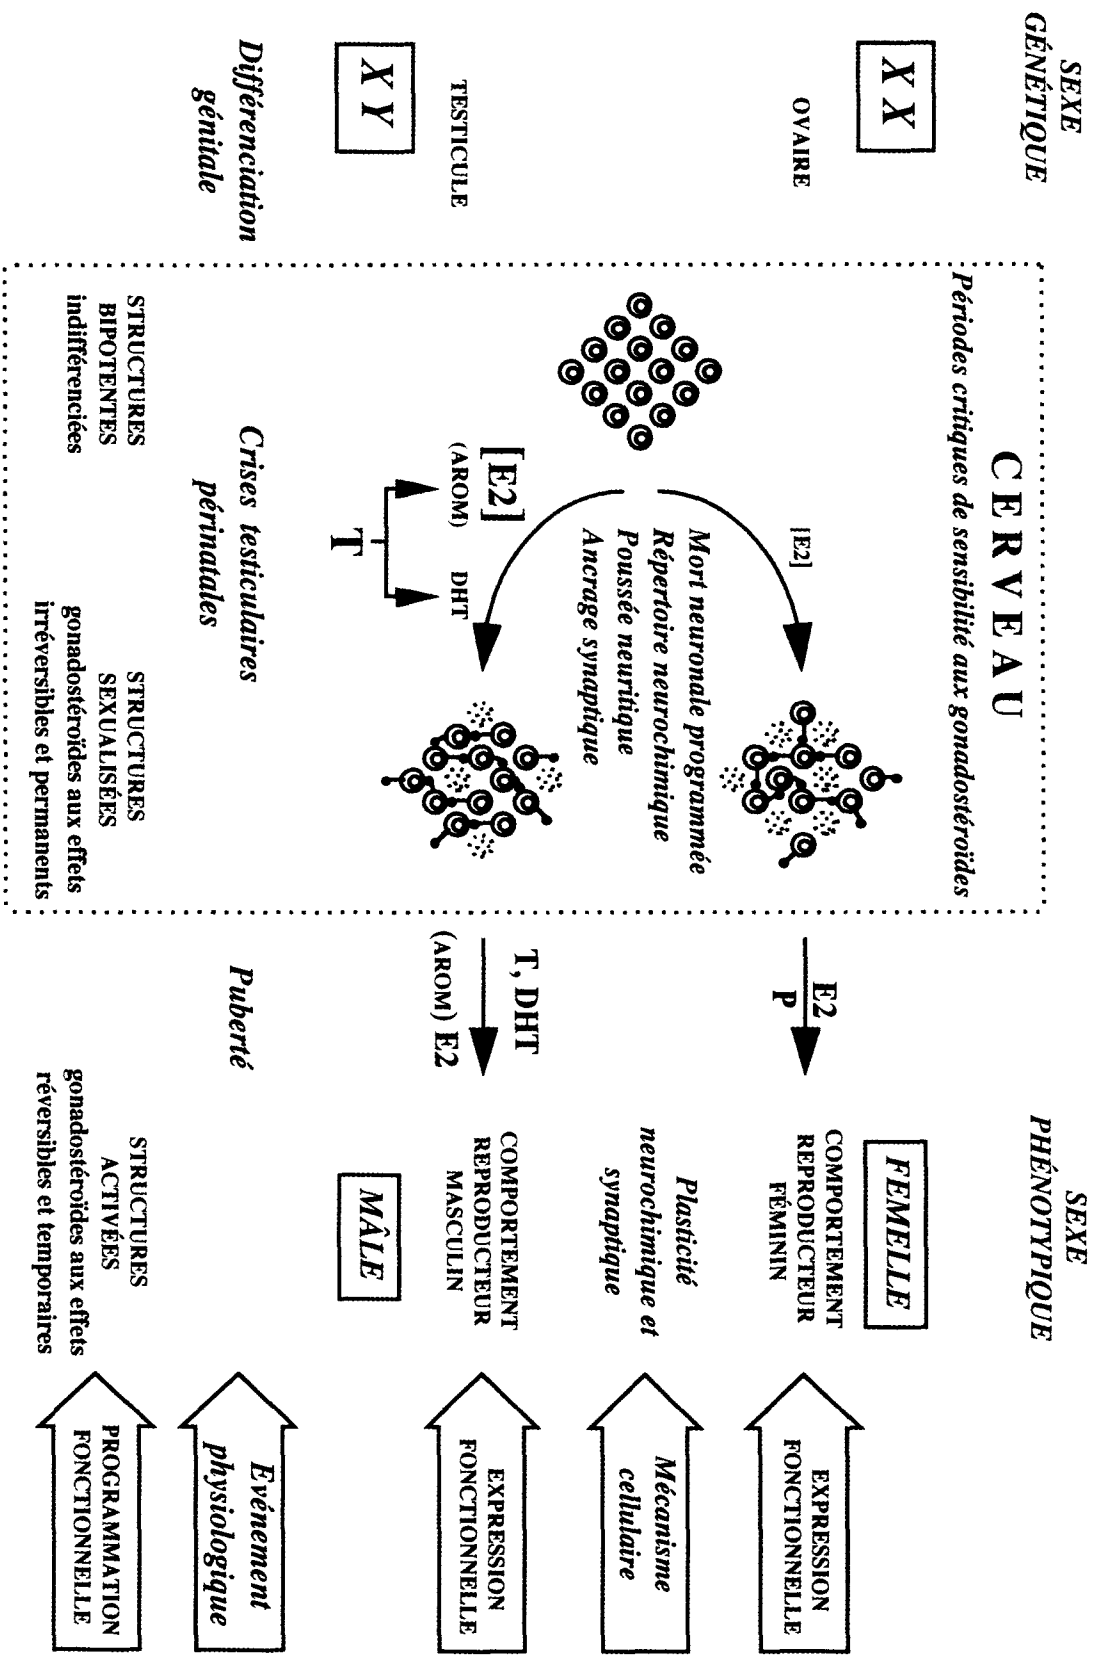 SEXE
GÉNÉTIQUE
SEXE
PHÉNOTYPIQUE
CERVEAU
Périodes critiques de sensibilité aux gonadostéroïdes
X X
OVAIRE
[E2]
E2
P
FEMELLE
COMPORTEMENT
REPRODUCTEUR
FÉMININ
EXPRESSION
FONCTIONNELLE
Mort neuronale programmée
Répertoire neurochimique
Poussée neuritique
Ancrage synaptique
Plasticité
neurochimique et
synaptique
Mécanisme
cellulaire
TESTICULE
X Y
[E2]
(AROM)
DHT
T
T, DHT
(AROM) E2
COMPORTEMENT
REPRODUCTEUR
MASCULIN
MÂLE
EXPRESSION
FONCTIONNELLE
Différenciation
génitale
Crises testiculaires
périnatales
Puberté
Evénement
physiologique
STRUCTURES
BIPOTENTES
indifférenciées
STRUCTURES
SEXUALISÉES
gonadostéroïdes aux effets
irréversibles et permanents
STRUCTURES
ACTIVÉES
gonadostéroïdes aux effets
réversibles et temporaires
PROGRAMMATION
FONCTIONNELLE